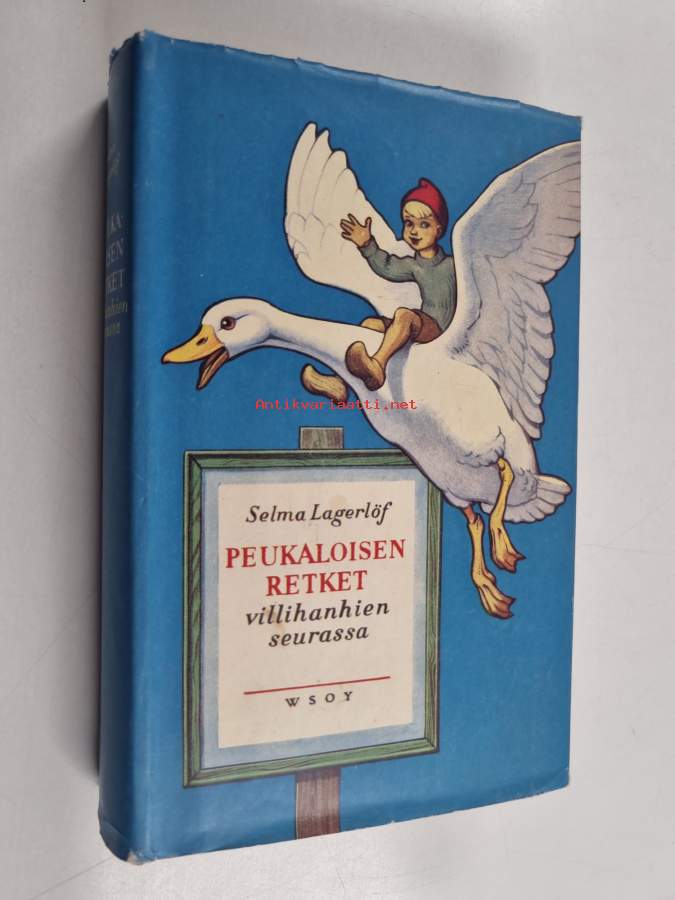 Antikvariaatti.net
Selma Lagerlöf
PEUKALOISEN
RETKET
villihanhien
seurassa
WSOY